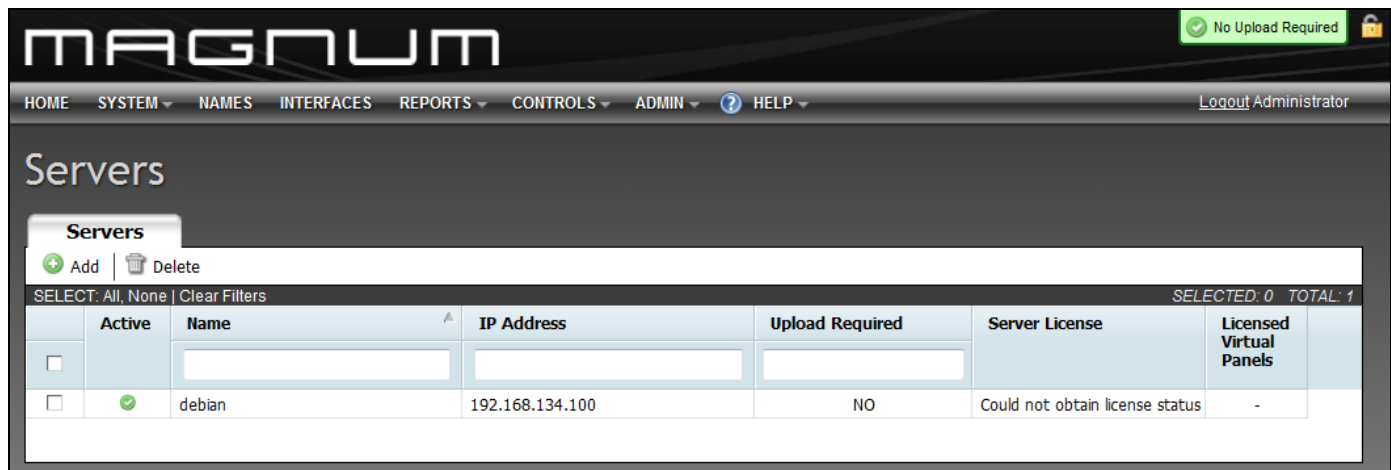 MAGNUM
No Upload Required
HOME SYSTEM NAMES INTERFACES REPORTS CONTROLS ADMIN ? HELP Logout Administrator
Servers
Servers
Add | Delete
SELECT: All, None | Clear Filters SELECTED: 0 TOTAL: 1
Active Name IP Address Upload Required Server License Licensed
Virtual
Panels
debian 192.168.134.100 NO Could not obtain license status -